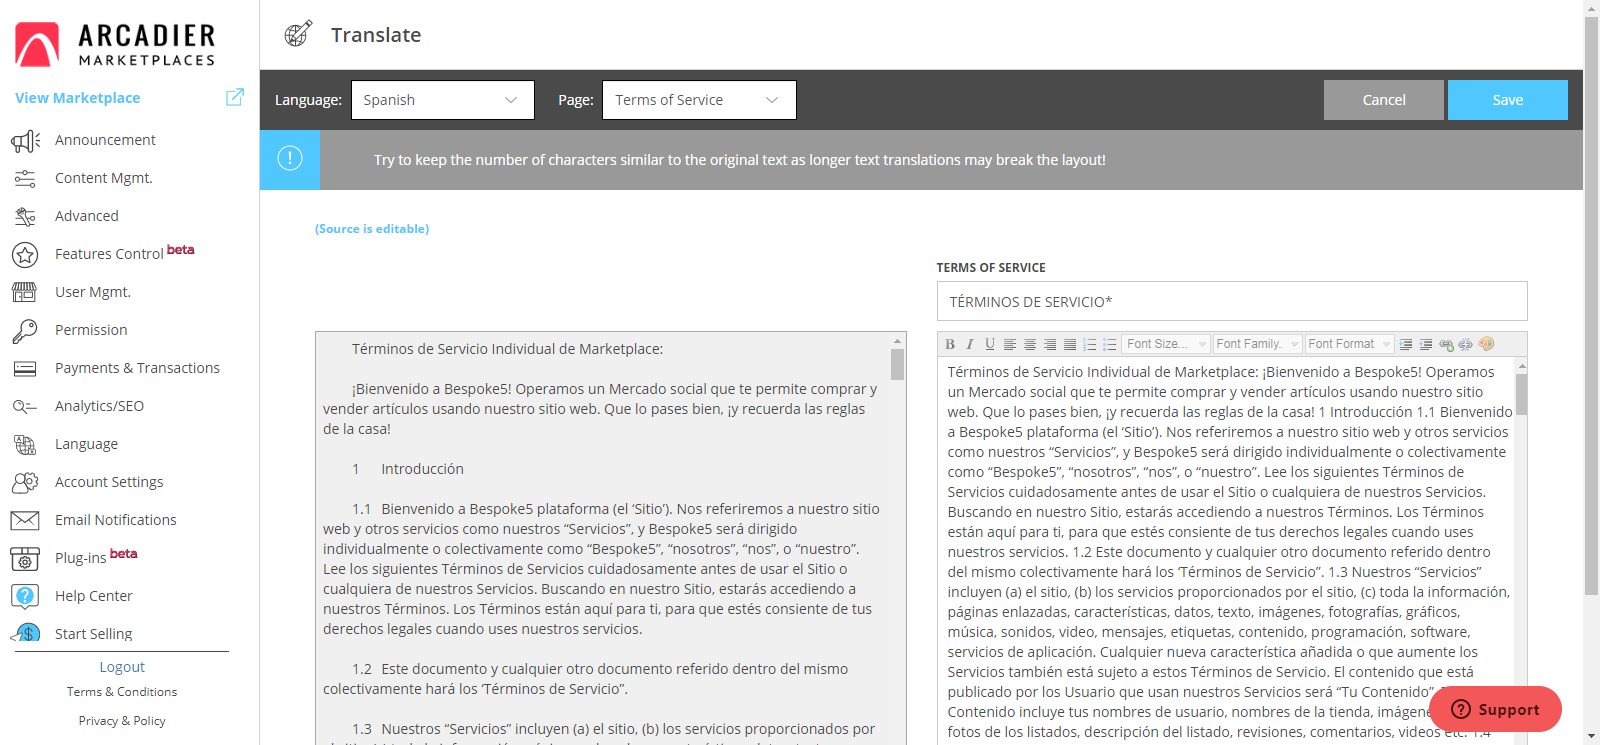 ARCADIER
MARKETPLACES
View Marketplace
Announcement
Content Mgmt.
Advanced
Features Control beta
User Mgmt.
Permission
Payments & Transactions
Analytics/SEO
Language
Account Settings
Email Notifications
Plug-ins beta
Help Center
Start Selling
Logout
Terms & Conditions
Privacy & Policy
Translate
Language: Spanish Page: Terms of Service Cancel Save
Try to keep the number of characters similar to the original text as longer text translations may break the layout!
(Source is editable)
Términos de Servicio Individual de Marketplace:
¡Bienvenido a Bespoke5! Operamos un Mercado social que te permite comprar y
vender artículos usando nuestro sitio web. Que lo pases bien, ¡y recuerda las reglas
de la casa!
1 Introducción
1.1 Bienvenido a Bespoke5 plataforma (el ‘Sitio’). Nos referiremos a nuestro sitio
web y otros servicios como nuestros “Servicios”, y Bespoke5 será dirigido
individualmente o colectivamente como “Bespoke5”, “nosotros”, “nos”, o “nuestro”.
Lee los siguientes Términos de Servicios cuidadosamente antes de usar el Sitio o
cualquiera de nuestros Servicios. Buscando en nuestro Sitio, estarás accediendo a
nuestros Términos. Los Términos están aquí para ti, para que estés consiente de tus
derechos legales cuando uses nuestros servicios.
1.2 Este documento y cualquier otro documento referido dentro del mismo
colectivamente hará los ‘Términos de Servicio”.
1.3 Nuestros “Servicios” incluyen (a) el sitio, (b) los servicios proporcionados por
TERMS OF SERVICE
TÉRMINOS DE SERVICIO*
B I U Font Size... Font Family. Font Format
Términos de Servicio Individual de Marketplace: ¡Bienvenido a Bespoke5! Operamos
un Mercado social que te permite comprar y vender artículos usando nuestro sitio
web. Que lo pases bien, ¡y recuerda las reglas de la casa! 1 Introducción 1.1 Bienvenido
a Bespoke5 plataforma (el ‘Sitio’). Nos referiremos a nuestro sitio web y otros servicios
como nuestros “Servicios”, y Bespoke5 será dirigido individualmente o colectivamente
como “Bespoke5”, “nosotros”, “nos”, o “nuestro”. Lee los siguientes Términos de
Servicios cuidadosamente antes de usar el Sitio o cualquiera de nuestros Servicios.
Buscando en nuestro Sitio, estarás accediendo a nuestros Términos. Los Términos
están aquí para ti, para que estés consiente de tus derechos legales cuando uses
nuestros servicios. 1.2 Este documento y cualquier otro documento referido dentro
del mismo colectivamente hará los ‘Términos de Servicio”. 1.3 Nuestros “Servicios”
incluyen (a) el sitio, (b) los servicios proporcionados por el sitio, (c) toda la información,
páginas enlazadas, características, datos, texto, imágenes, fotografías, gráficos,
música, sonidos, video, mensajes, etiquetas, contenido, programación, software,
servicios de aplicación. Cualquier nueva característica añadida o que aumente los
Servicios también está sujeto a estos Términos de Servicio. El contenido que está
publicado por los Usuario que usan nuestros Servicios será “Tu Contenido”.
Contenido incluye tus nombres de usuario, nombres de la tienda,
fotos de los listados, descripción del listado, revisiones, comentarios, videos etc. 1.4
Support